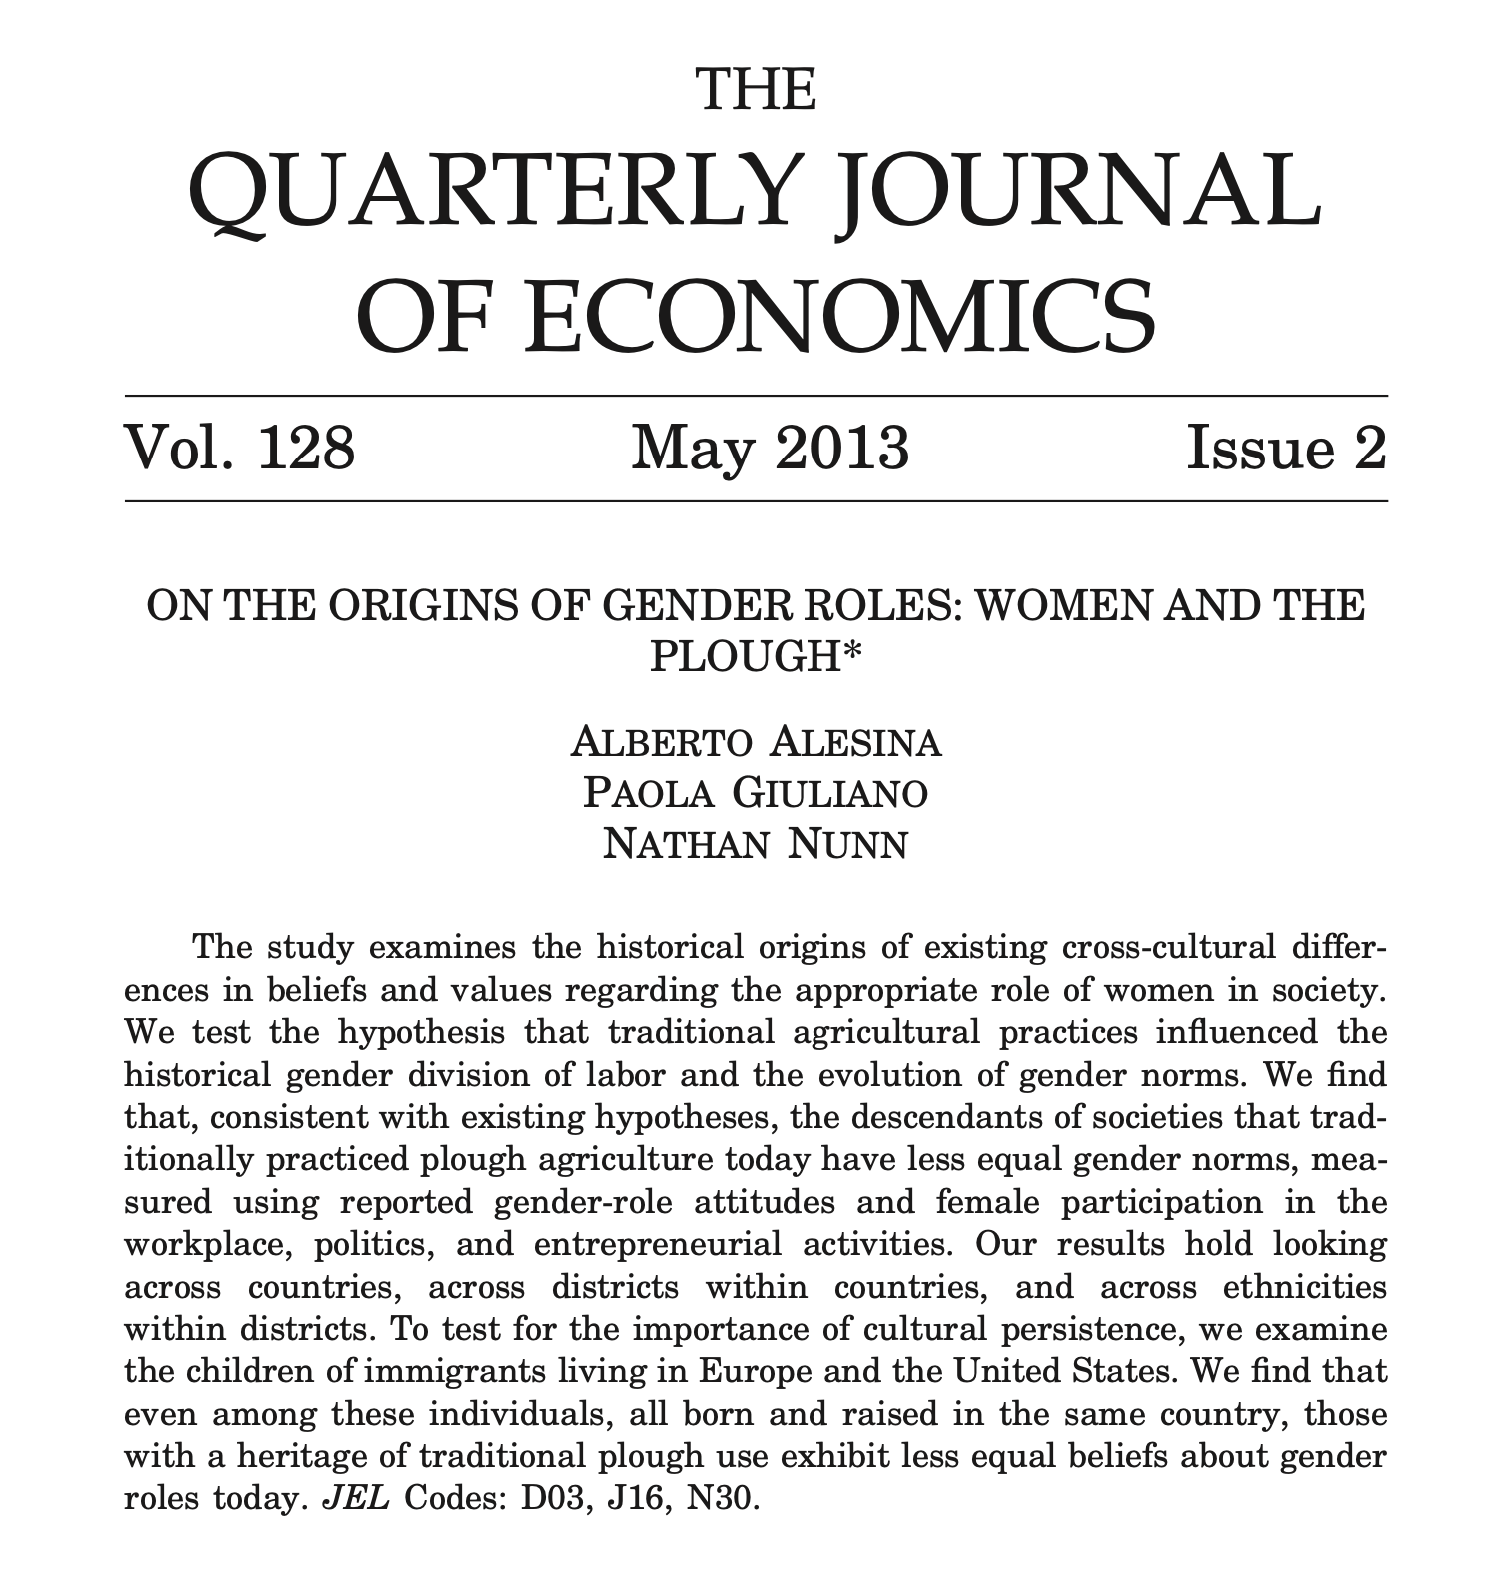 THE
QUARTERLY JOURNAL
OF ECONOMICS
Vol. 128 May 2013 Issue 2
ON THE ORIGINS OF GENDER ROLES: WOMEN AND THE
PLOUGH*
ALBERTO ALESINA
PAOLA GIULIANO
NATHAN NUNN
The study examines the historical origins of existing cross-cultural differ-
ences in beliefs and values regarding the appropriate role of women in society.
We test the hypothesis that traditional agricultural practices influenced the
historical gender division of labor and the evolution of gender norms. We find
that, consistent with existing hypotheses, the descendants of societies that trad-
itionally practiced plough agriculture today have less equal gender norms, mea-
sured using reported gender-role attitudes and female participation in the
workplace, politics, and entrepreneurial activities. Our results hold looking
across countries, across districts within countries, and across ethnicities
within districts. To test for the importance of cultural persistence, we examine
the children of immigrants living in Europe and the United States. We find that
even among these individuals, all born and raised in the same country, those
with a heritage of traditional plough use exhibit less equal beliefs about gender
roles today. JEL Codes: D03, J16, N30.